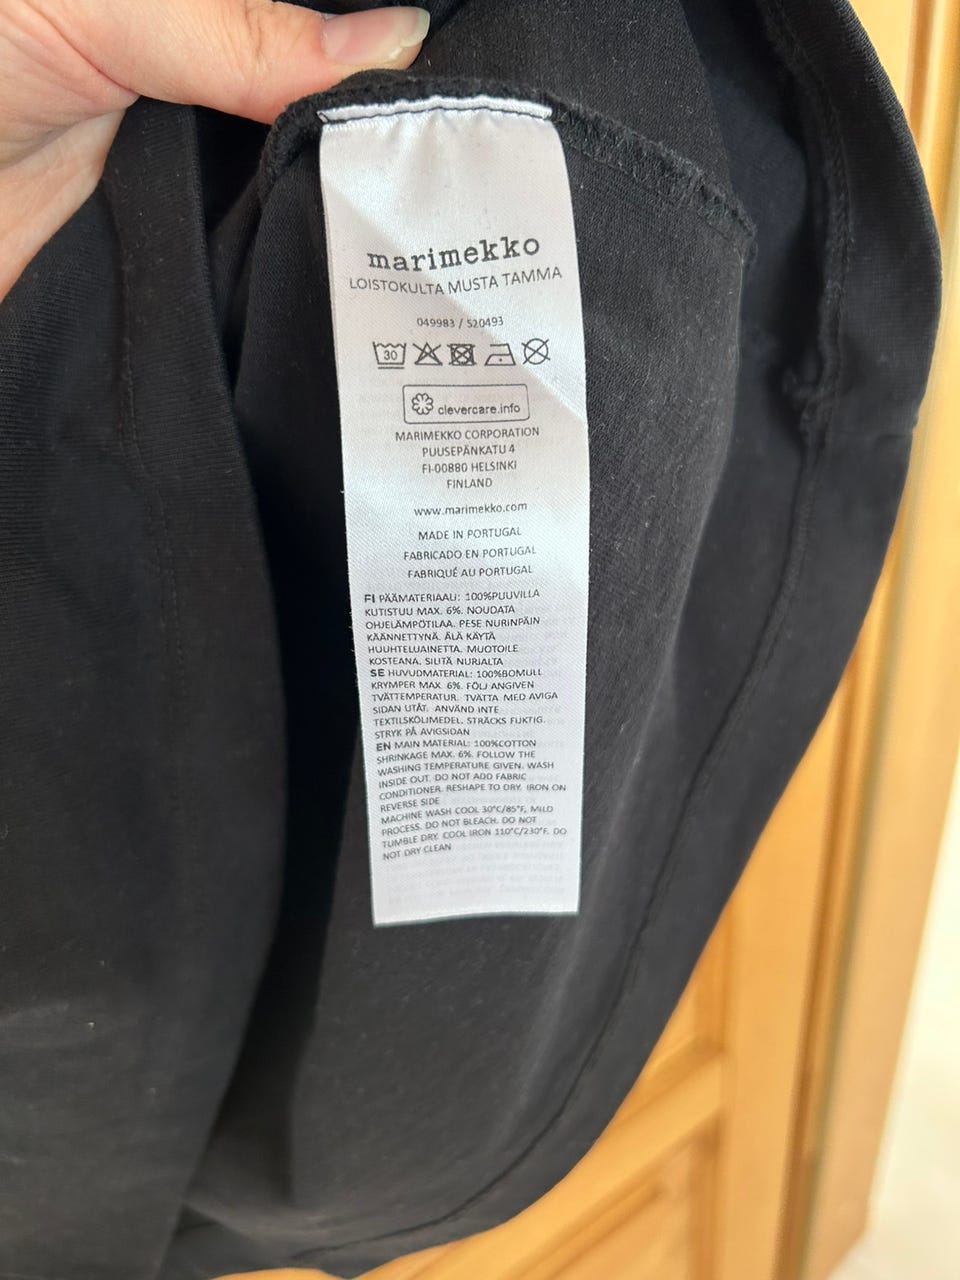 marimekko
LOISTOKULTA MUSTA TAMMA
049983 / 520493
30
clevercare.info
MARIMEKKO CORPORATION
PUUSEPÄNKATU 4
FI-00880 HELSINKI
FINLAND
www.marimekko.com
MADE IN PORTUGAL
FABRICADO EN PORTUGAL
FABRIQUÉ AU PORTUGAL
FI PÄÄMATERIAALI: 100%PUUVILLA
KUTISTUU MAX. 6%. NOUDATA
OHJELÄMPÖTILAA. PESE NURINPÄIN
KÄÄNNETTYNÄ. ÄLÄ KÄYTÄ
HUUHTELUAINETTA. MUOTOILE
KOSTEANA. SILITÄ NURJALTA
SE HUVUDMATERIAL: 100%BOMULL
KRYMPER MAX. 6%. FÖLJ ANGIVEN
TVÄTTEMPERATUR. TVÄTTA MED AVIGA
SIDAN UTÅT. ANVÄND INTE
TEXTILSKÖLJMEDEL. STRÄCKS FUKTIG.
STRYK PÅ AVIGSIDAN
EN MAIN MATERIAL: 100%COTTON
SHRINKAGE MAX. 6%. FOLLOW THE
WASHING TEMPERATURE GIVEN. WASH
INSIDE OUT. DO NOT ADD FABRIC
CONDITIONER. RESHAPE TO DRY. IRON ON
REVERSE SIDE
MACHINE WASH COOL 30°C/85°F, MILD
PROCESS. DO NOT BLEACH. DO NOT
TUMBLE DRY. COOL IRON 110°C/230°F. DO
NOT DRY CLEAN